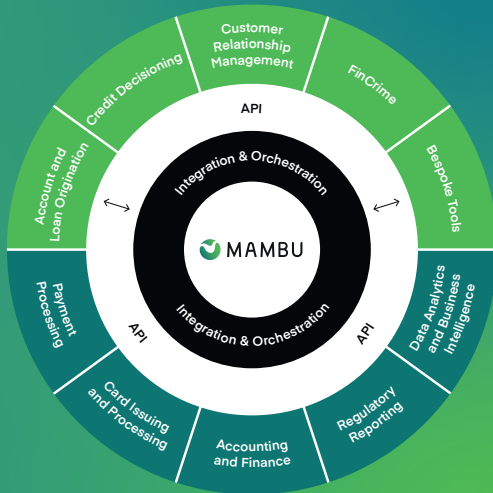 Customer
Relationship
Management
FinCrime
Bespoke Tools
Data Analytics
and Business
Intelligence
Regulatory
Reporting
Accounting
and Finance
Card Issuing
and Processing
Payment
Processing
Account and
Loan Origination
Credit Decisioning
API
API
API
Integration & Orchestration
MAMBU
Integration & Orchestration